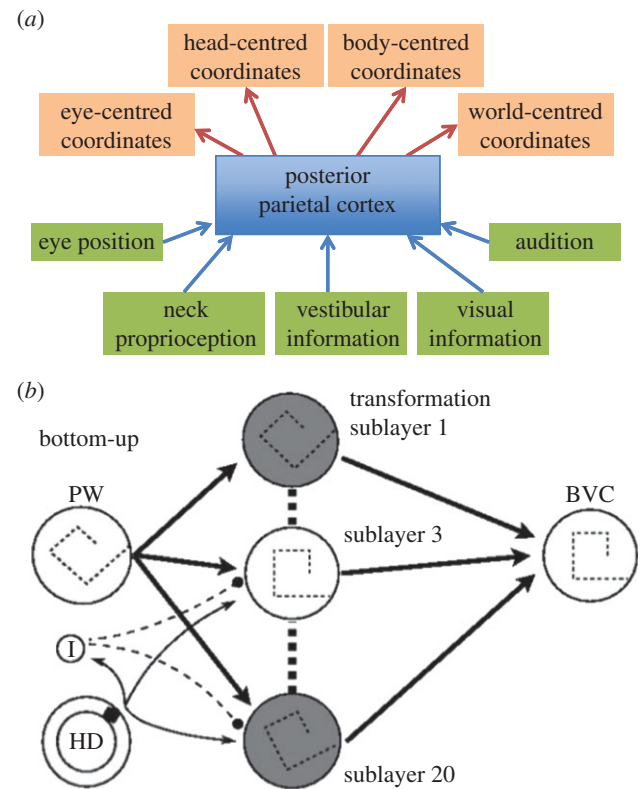 (a)
head-centred
coordinates
body-centred
coordinates
eye-centred
coordinates
world-centred
coordinates
posterior
parietal cortex
eye position
audition
neck
proprioception
vestibular
information
visual
information
(b)
bottom-up
transformation
sublayer 1
PW
BVC
sublayer 3
I
HD
sublayer 20